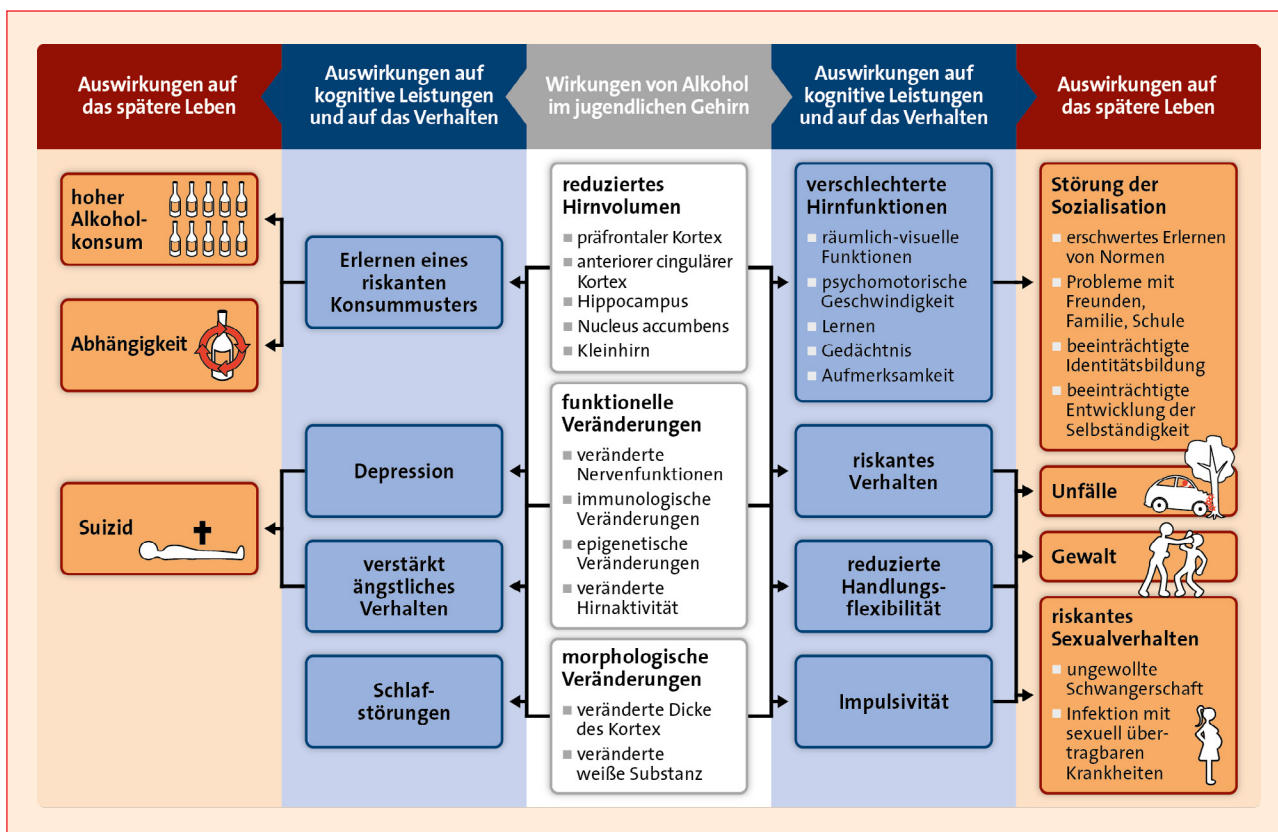 Auswirkungen auf
das spätere Leben
Auswirkungen auf
kognitive Leistungen
und auf das Verhalten
Wirkungen von Alkohol
im jugendlichen Gehirn
Auswirkungen auf
kognitive Leistungen
und auf das Verhalten
Auswirkungen auf
das spätere Leben
hoher
Alkohol-
konsum
Abhängigkeit
Suizid
Erlernen eines
riskanten
Konsummusters
Depression
verstärkt
ängstliches
Verhalten
Schlaf-
störungen
reduziertes
Hirnvolumen
präfrontaler Kortex
anteriorer cingulärer
Kortex
Hippocampus
Nucleus accumbens
Kleinhirn
funktionelle
Veränderungen
veränderte
Nervenfunktionen
immunologische
Veränderungen
epigenetische
Veränderungen
veränderte
Hirnaktivität
morphologische
Veränderungen
veränderte Dicke
des Kortex
veränderte
weiße Substanz
verschlechterte
Hirnfunktionen
räumlich-visuelle
Funktionen
psychomotorische
Geschwindigkeit
Lernen
Gedächtnis
Aufmerksamkeit
riskantes
Verhalten
reduzierte
Handlungs-
flexibilität
Impulsivität
Störung der
Sozialisation
erschwertes Erlernen
von Normen
Probleme mit
Freunden,
Familie, Schule
beeinträchtigte
Identitätsbildung
beeinträchtigte
Entwicklung der
Selbständigkeit
Unfälle
Gewalt
riskantes
Sexualverhalten
ungewollte
Schwangerschaft
Infektion mit
sexuell über-
tragbaren
Krankheiten